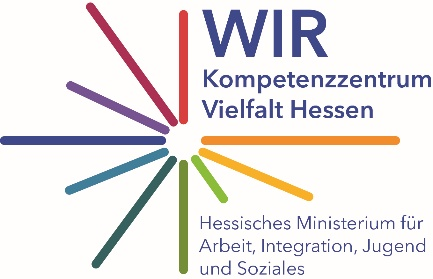 WIR
Kompetenzzentrum
Vielfalt Hessen
Hessisches Ministerium für
Arbeit, Integration, Jugend
und Soziales